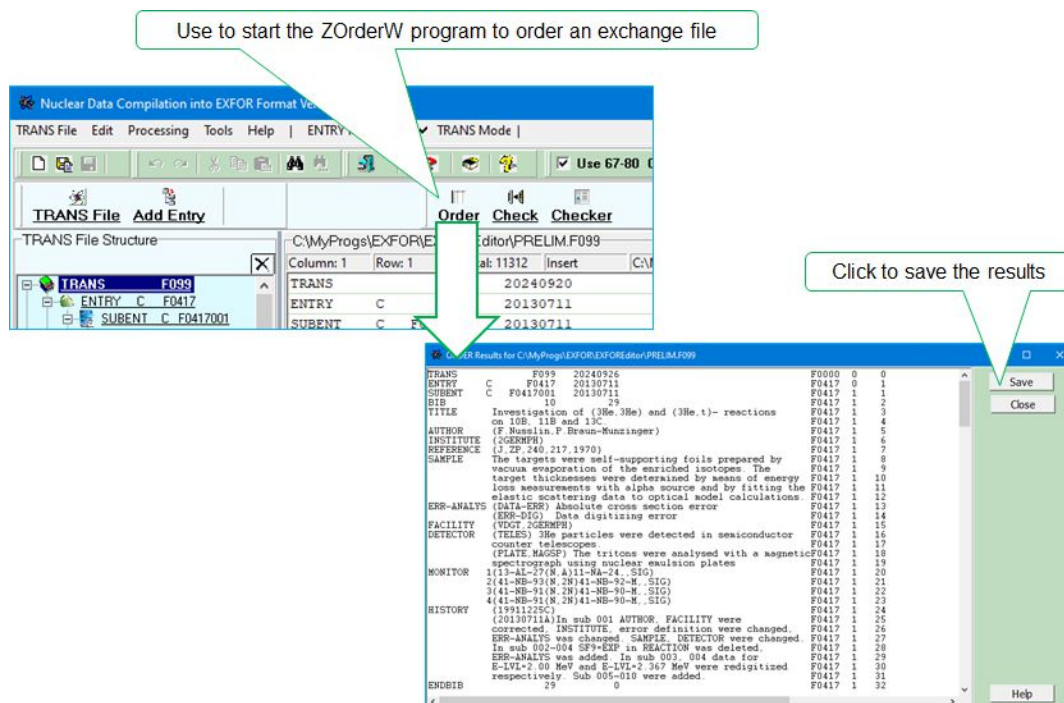 Use to start the ZOrderW program to order an exchange file
Nuclear Data Compilation into EXFOR Format Ve
TRANS File Edit Processing Tools Help | ENTRY TRANS Mode |
Use 67-80
TRANS File Add Entry Order Check Checker
TRANS File Structure
C:\MyProgs\EXFOR\E ditor\PRELIM.F099
Column: 1 Row: 1 al: 11312 Insert
TRANS F099
ENTRY C F0417
SUBENT C F0417001
TRANS 20240920
ENTRY C 20130711
SUBENT C 20130711
Click to save the results
ORDER Results for C:\MyProgs\EXFOR\EXFOREditor\PRELIM.F099
TRANS F099 20240926 F0000 0 0
ENTRY C F0417 20130711 F0417 0 1
SUBENT C F0417001 20130711 F0417 1 1
BIB 10 29 F0417 1 2
TITLE Investigation of (3He,3He) and (3He,t)- reactions F0417 1 3
on 10B, 11B and 13C. F0417 1 4
AUTHOR (F.Nusslin,P.Braun-Munzinger) F0417 1 5
INSTITUTE (2GERMPH) F0417 1 6
REFERENCE (J,ZP,240,217,1970) F0417 1 7
SAMPLE The targets were self-supporting foils prepared by F0417 1 8
vacuum evaporation of the enriched isotopes. The F0417 1 9
target thicknesses were determined by means of energy F0417 1 10
loss measurements with alpha source and by fitting the F0417 1 11
elastic scattering data to optical model calculations. F0417 1 12
ERR-ANALYS (DATA-ERR) Absolute cross section error F0417 1 13
(ERR-DIG) Data digitizing error F0417 1 14
FACILITY (VDGT,2GERMPH) F0417 1 15
DETECTOR (TELES) 3He particles were detected in semiconductor F0417 1 16
counter telescopes. F0417 1 17
(PLATE,MAGSP) The tritons were analysed with a magneticF0417 1 18
spectrograph using nuclear emulsion plates F0417 1 19
MONITOR 1(13-AL-27(N,A)11-NA-24,,SIG) F0417 1 20
2(41-NB-93(N,2N)41-NB-92-M,,SIG) F0417 1 21
3(41-NB-91(N,2N)41-NB-90-M,,SIG) F0417 1 22
4(41-NB-91(N,2N)41-NB-90-M,,SIG) F0417 1 23
HISTORY (19911225C) F0417 1 24
(20130711A)In sub 001 AUTHOR, FACILITY were F0417 1 25
corrected, INSTITUTE, error definition were changed, F0417 1 26
ERR-ANALYS was changed. SAMPLE, DETECTOR were changed. F0417 1 27
In sub 002-004 SF9=EXP in REACTION was deleted, F0417 1 28
ERR-ANALYS was added. In sub 003, 004 data for F0417 1 29
E-LVL=2.00 MeV and E-LVL=2.367 MeV were redigitized F0417 1 30
respectively. Sub 005-010 were added. F0417 1 31
ENDBIB 29 0 F0417 1 32
Save
Close
Help